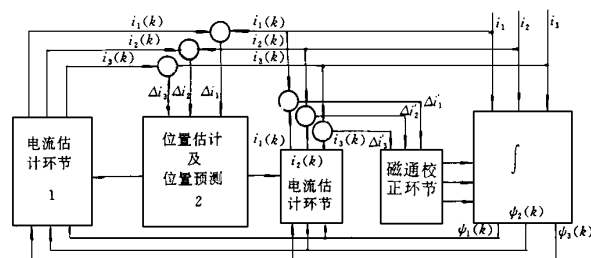 i₁(k)
i₁(k)
i₁
i₂
i₃
i₂(k)
i₂(k)
i₃(k)
i₃(k)
Δi₃
Δi₂
Δi₁
Δi'₁
Δi'₂
Δi'₃
i₁(k)
i₃(k)
i₂(k)
电流估
计环节
1
位置估计
及
位置预测
2
电流估
计环节
磁通校
正环节
∫
ψ₂(k)
ψ₁(k)
ψ₃(k)